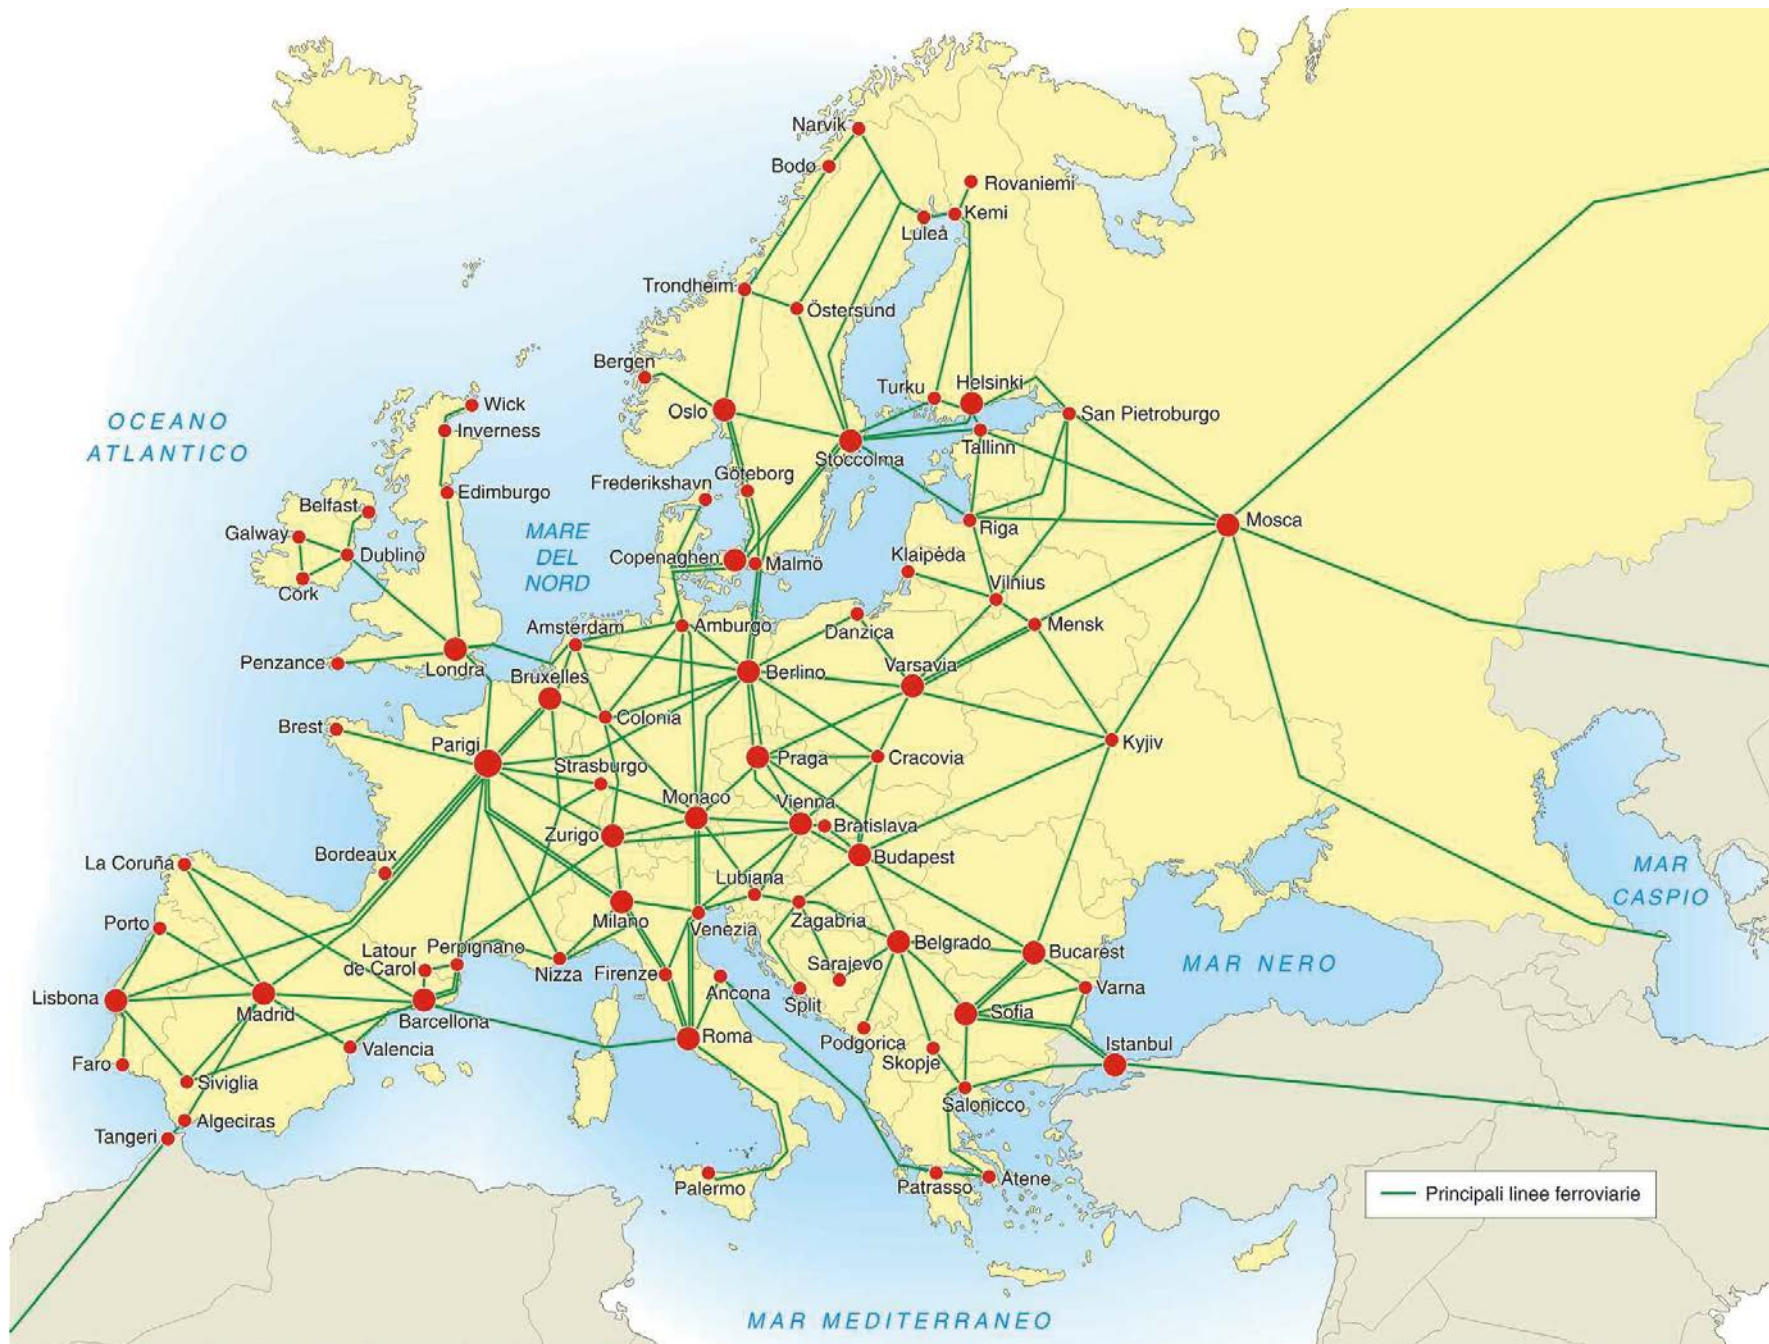 Narvik
Bodø
Rovaniemi
Kemi
Luleå
Trondheim
Östersund
Bergen
Turku
Helsinki
Oslo
San Pietroburgo
Wick
Inverness
OCEANO
ATLANTICO
Tallinn
Stoccolma
Göteborg
Frederikshavn
Edimburgo
Belfast
Galway
Dublino
Cork
MARE
DEL
NORD
Copenaghen
Malmö
Riga
Mosca
Klaipėda
Vilnius
Mensk
Amsterdam
Amburgo
Danzica
Penzance
Londra
Bruxelles
Berlino
Varsavia
Brest
Colonia
Parigi
Strasburgo
Praga
Cracovia
Kyjiv
Monaco
Vienna
Zurigo
Bratislava
Budapest
Bordeaux
La Coruña
Lubiana
MAR
CASPIO
Porto
Milano
Venezia
Zagabria
Latour
de Carol
Perpignano
Nizza
Firenze
Ancona
Sarajevo
Belgrado
Bucarest
MAR NERO
Lisbona
Madrid
Barcellona
Split
Varna
Sofia
Roma
Podgorica
Skopje
Istanbul
Valencia
Faro
Siviglia
Salonicco
Algeciras
Tangeri
Palermo
Patrasso
Atene
Principali linee ferroviarie
MAR MEDITERRANEO